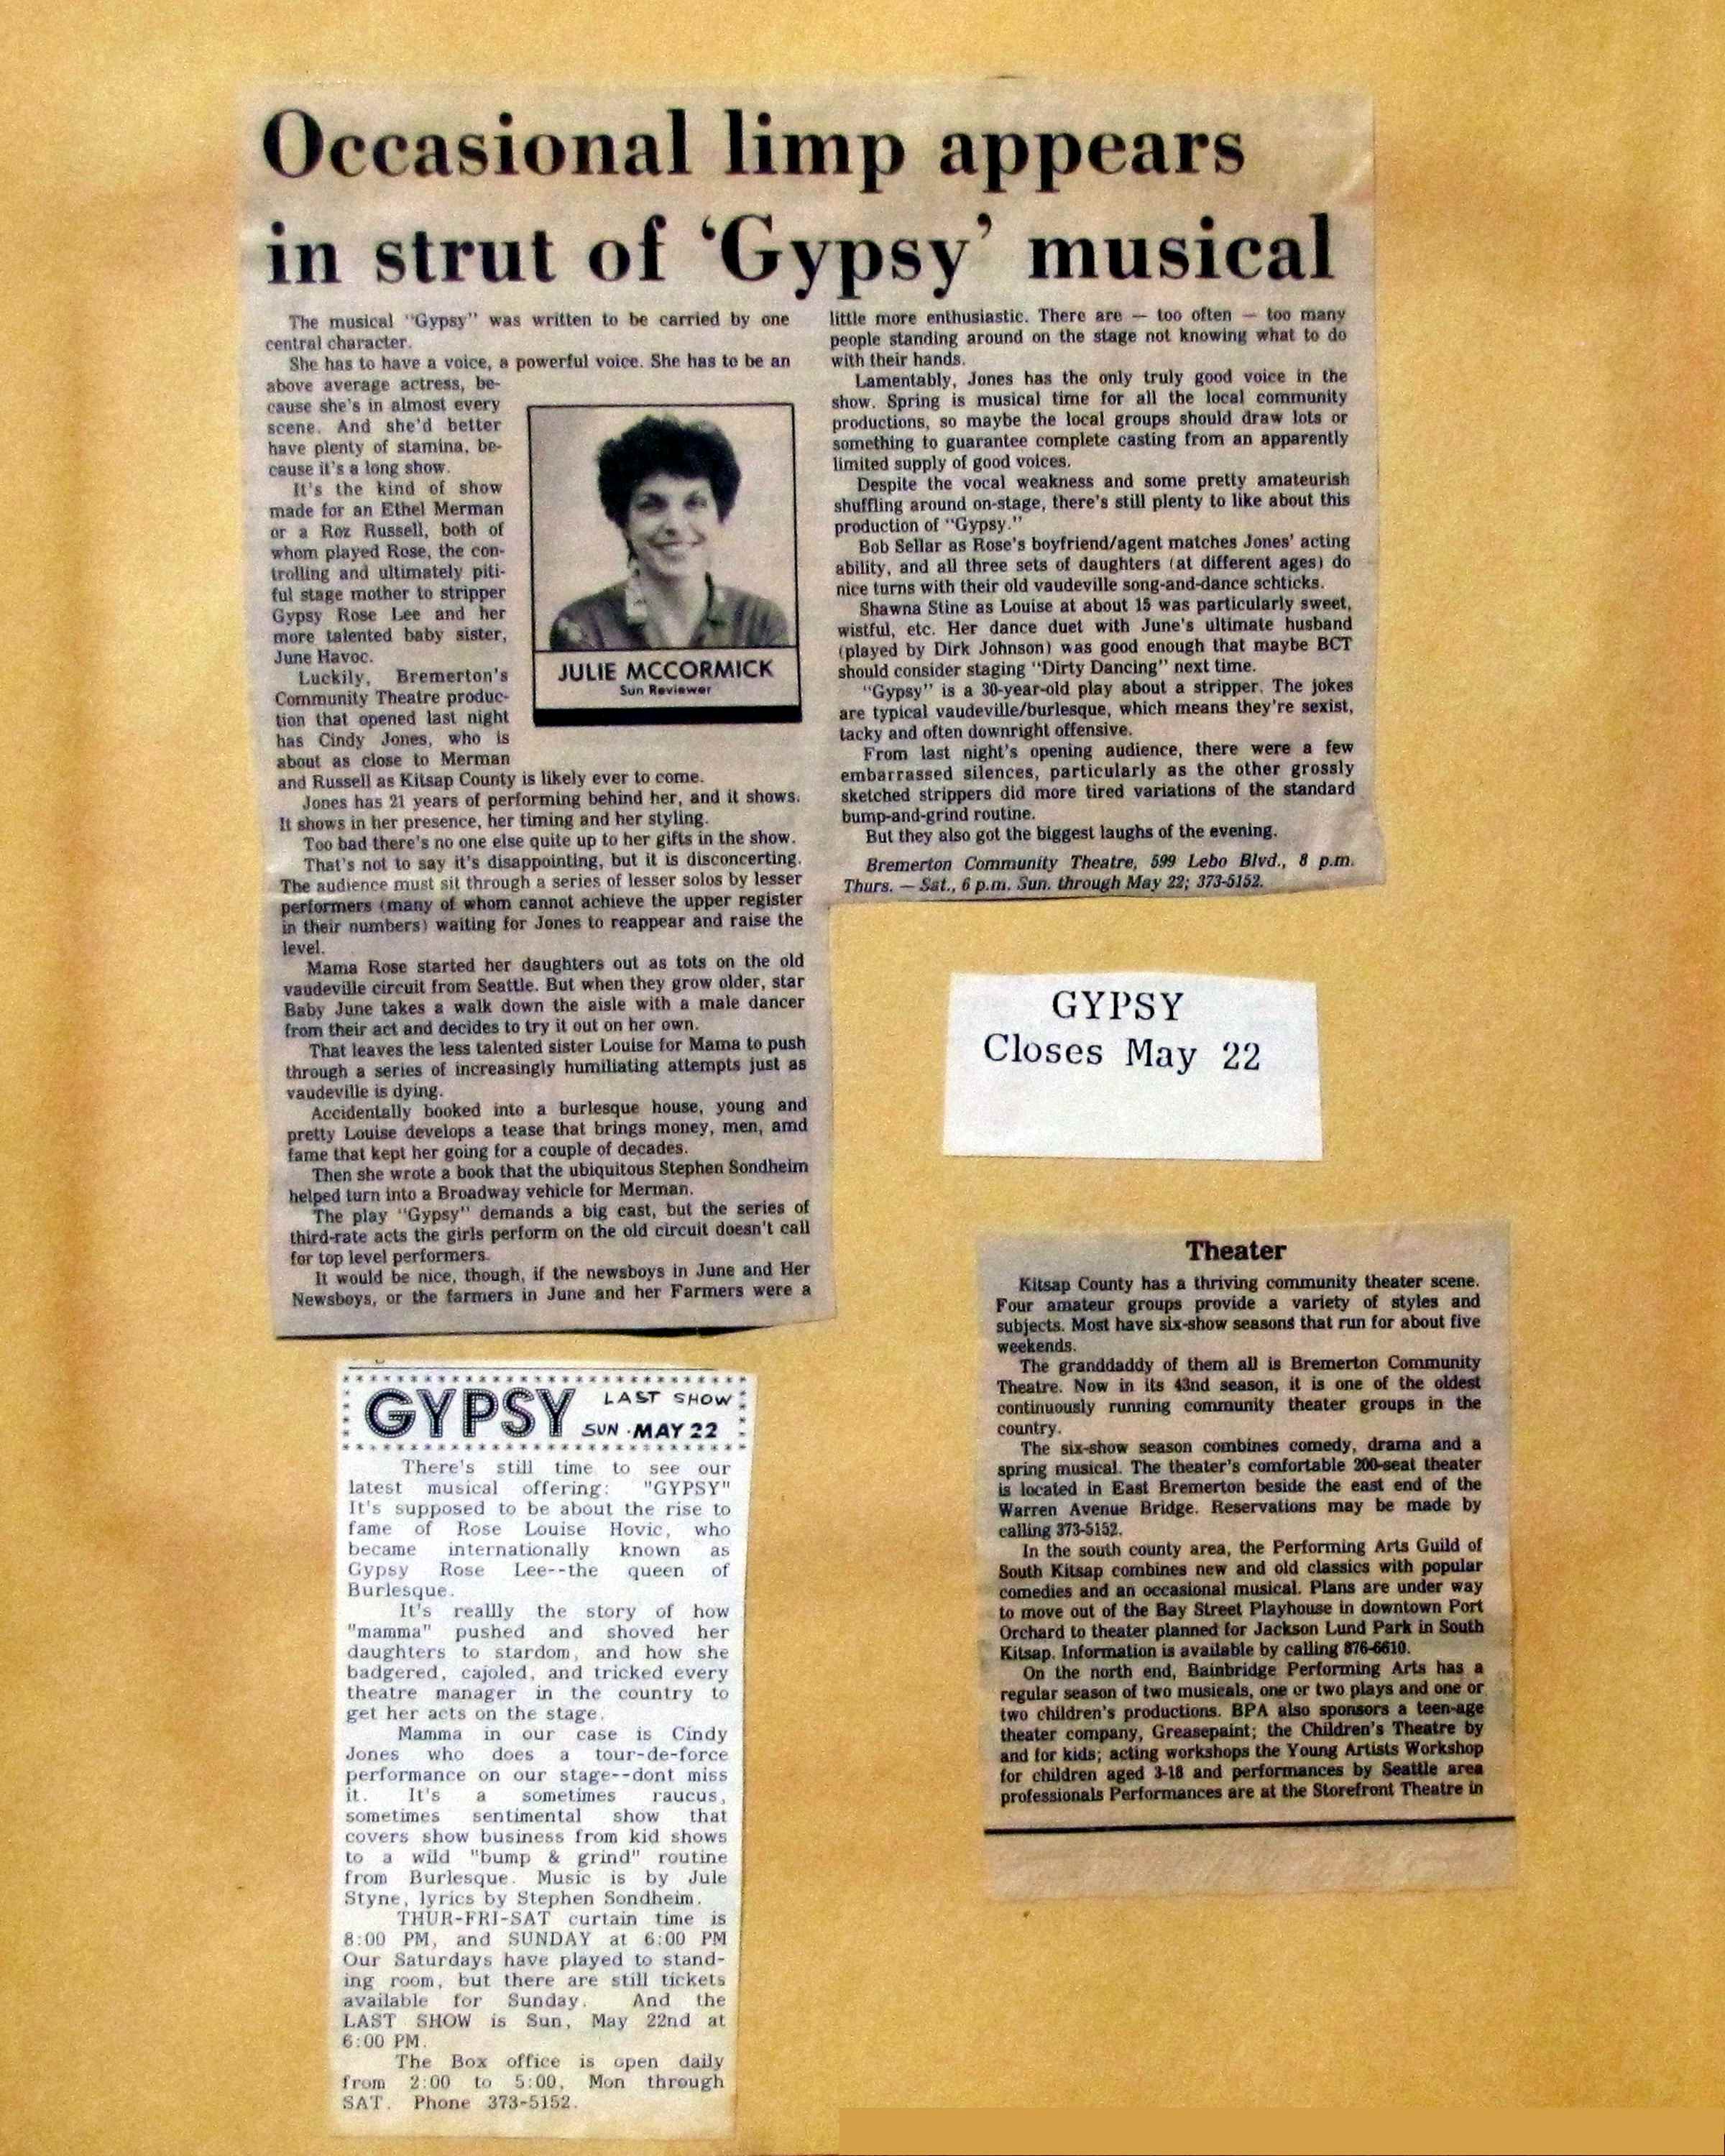 Occasional limp appears
in strut of ‘Gypsy’ musical
The musical "Gypsy" was written to be carried by one
central character.
She has to have a voice, a powerful voice. She has to be an
above average actress, be-
cause she's in almost every
scene. And she'd better
have plenty of stamina, be-
cause it's a long show.
It's the kind of show
made for an Ethel Merman
or a Roz Russell, both of
whom played Rose, the con-
trolling and ultimately piti-
ful stage mother to stripper
Gypsy Rose Lee and her
more talented baby sister,
June Havoc.
Luckily, Bremerton's
Community Theatre produc-
tion that opened last night
has Cindy Jones, who is
about as close to Merman
and Russell as Kitsap County is likely ever to come.
JULIE MCCORMICK
Sun Reviewer
Jones has 21 years of performing behind her, and it shows.
It shows in her presence, her timing and her styling.
Too bad there's no one else quite up to her gifts in the show.
That's not to say it's disappointing, but it is disconcerting.
The audience must sit through a series of lesser solos by lesser
performers (many of whom cannot achieve the upper register
in their numbers) waiting for Jones to reappear and raise the
level.
Mama Rose started her daughters out as tots on the old
vaudeville circuit from Seattle. But when they grow older, star
Baby June takes a walk down the aisle with a male dancer
from their act and decides to try it out on her own.
That leaves the less talented sister Louise for Mama to push
through a series of increasingly humiliating attempts just as
vaudeville is dying.
Accidentally booked into a burlesque house, young and
pretty Louise develops a tease that brings money, men, amd
fame that kept her going for a couple of decades.
Then she wrote a book that the ubiquitous Stephen Sondheim
helped turn into a Broadway vehicle for Merman.
The play "Gypsy" demands a big cast, but the series of
third-rate acts the girls perform on the old circuit doesn't call
for top level performers.
It would be nice, though, if the newsboys in June and Her
Newsboys, or the farmers in June and her Farmers were a
little more enthusiastic. There are — too often — too many
people standing around on the stage not knowing what to do
with their hands.
Lamentably, Jones has the only truly good voice in the
show. Spring is musical time for all the local community
productions, so maybe the local groups should draw lots or
something to guarantee complete casting from an apparently
limited supply of good voices.
Despite the vocal weakness and some pretty amateurish
shuffling around on-stage, there's still plenty to like about this
production of "Gypsy."
Bob Sellar as Rose's boyfriend/agent matches Jones' acting
ability, and all three sets of daughters (at different ages) do
nice turns with their old vaudeville song-and-dance schticks.
Shawna Stine as Louise at about 15 was particularly sweet,
wistful, etc. Her dance duet with June's ultimate husband
(played by Dirk Johnson) was good enough that maybe BCT
should consider staging "Dirty Dancing" next time.
"Gypsy" is a 30-year-old play about a stripper. The jokes
are typical vaudeville/burlesque, which means they're sexist,
tacky and often downright offensive.
From last night's opening audience, there were a few
embarrassed silences, particularly as the other grossly
sketched strippers did more tired variations of the standard
bump-and-grind routine.
But they also got the biggest laughs of the evening.
Bremerton Community Theatre, 599 Lebo Blvd., 8 p.m.
Thurs. — Sat., 6 p.m. Sun. through May 22; 373-5152.
GYPSY
Closes May 22
GYPSY LAST SHOW
SUN · MAY 22
There's still time to see our
latest musical offering: "GYPSY"
It's supposed to be about the rise to
fame of Rose Louise Hovic, who
became internationally known as
Gypsy Rose Lee--the queen of
Burlesque.
It's reallly the story of how
"mamma" pushed and shoved her
daughters to stardom, and how she
badgered, cajoled, and tricked every
theatre manager in the country to
get her acts on the stage.
Mamma in our case is Cindy
Jones who does a tour-de-force
performance on our stage--dont miss
it. It's a sometimes raucus,
sometimes sentimental show that
covers show business from kid shows
to a wild "bump & grind" routine
from Burlesque. Music is by Jule
Styne, lyrics by Stephen Sondheim.
THUR-FRI-SAT curtain time is
8:00 PM, and SUNDAY at 6:00 PM
Our Saturdays have played to stand-
ing room, but there are still tickets
available for Sunday. And the
LAST SHOW is Sun, May 22nd at
6:00 PM.
The Box office is open daily
from 2:00 to 5:00, Mon through
SAT. Phone 373-5152.
Theater
Kitsap County has a thriving community theater scene.
Four amateur groups provide a variety of styles and
subjects. Most have six-show seasons that run for about five
weekends.
The granddaddy of them all is Bremerton Community
Theatre. Now in its 43nd season, it is one of the oldest
continuously running community theater groups in the
country.
The six-show season combines comedy, drama and a
spring musical. The theater's comfortable 200-seat theater
is located in East Bremerton beside the east end of the
Warren Avenue Bridge. Reservations may be made by
calling 373-5152.
In the south county area, the Performing Arts Guild of
South Kitsap combines new and old classics with popular
comedies and an occasional musical. Plans are under way
to move out of the Bay Street Playhouse in downtown Port
Orchard to theater planned for Jackson Lund Park in South
Kitsap. Information is available by calling 876-6610.
On the north end, Bainbridge Performing Arts has a
regular season of two musicals, one or two plays and one or
two children's productions. BPA also sponsors a teen-age
theater company, Greasepaint; the Children's Theatre by
and for kids; acting workshops the Young Artists Workshop
for children aged 3-18 and performances by Seattle area
professionals Performances are at the Storefront Theatre in